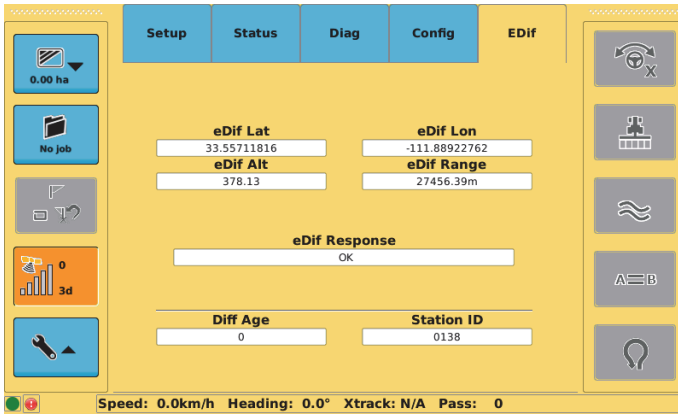 Setup Status Diag Config EDif
0.00 ha
No job
0
3d
eDif Lat eDif Lon
33.55711816 -111.88922762
eDif Alt eDif Range
378.13 27456.39m
eDif Response
OK
Diff Age Station ID
0 0138
X
A B
Speed: 0.0km/h Heading: 0.0° Xtrack: N/A Pass: 0